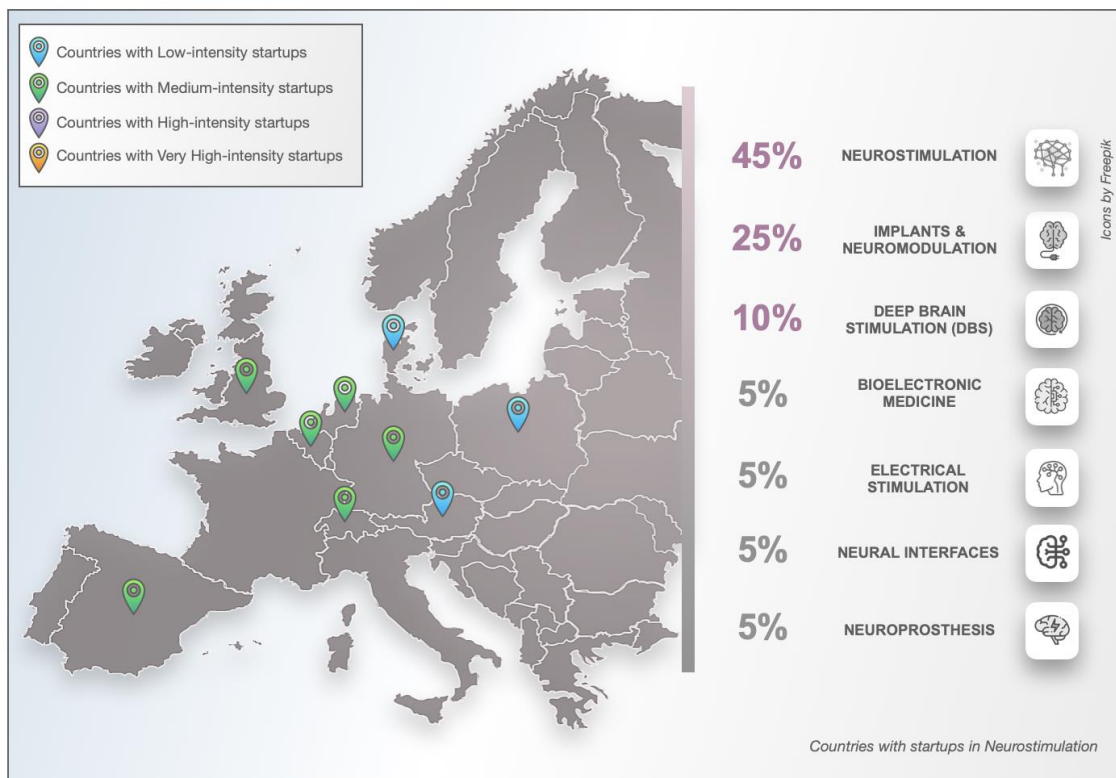 Countries with Low-intensity startups
Countries with Medium-intensity startups
Countries with High-intensity startups
Countries with Very High-intensity startups
45%
NEUROSTIMULATION
25%
IMPLANTS &
NEUROMODULATION
10%
DEEP BRAIN
STIMULATION (DBS)
5%
BIOELECTRONIC
MEDICINE
5%
ELECTRICAL
STIMULATION
5%
NEURAL INTERFACES
5%
NEUROPROSTHESIS
Icons by Freepik
Countries with startups in Neurostimulation